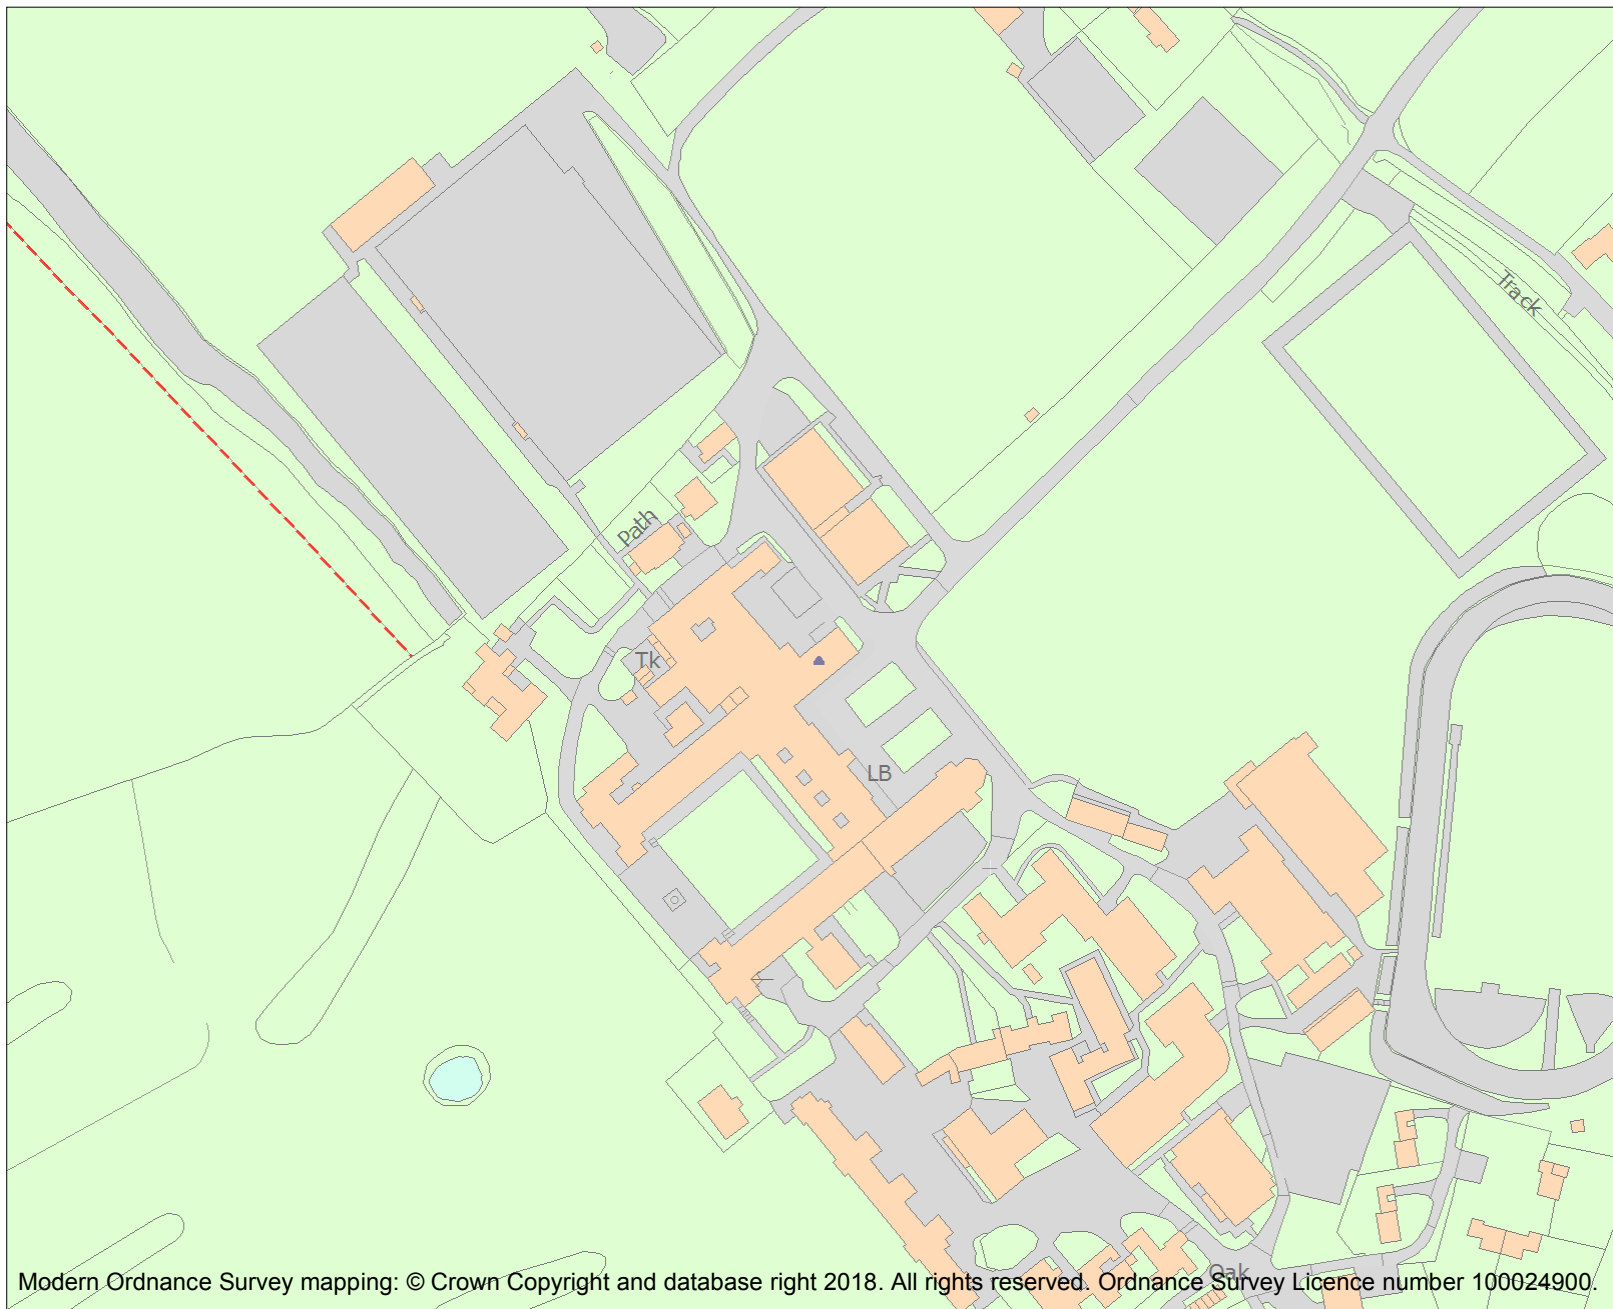 Track
Path
Tk
LB
Oak
Modern Ordnance Survey mapping: © Crown Copyright and database right 2018. All rights reserved. Ordnance Survey Licence number 100024900.